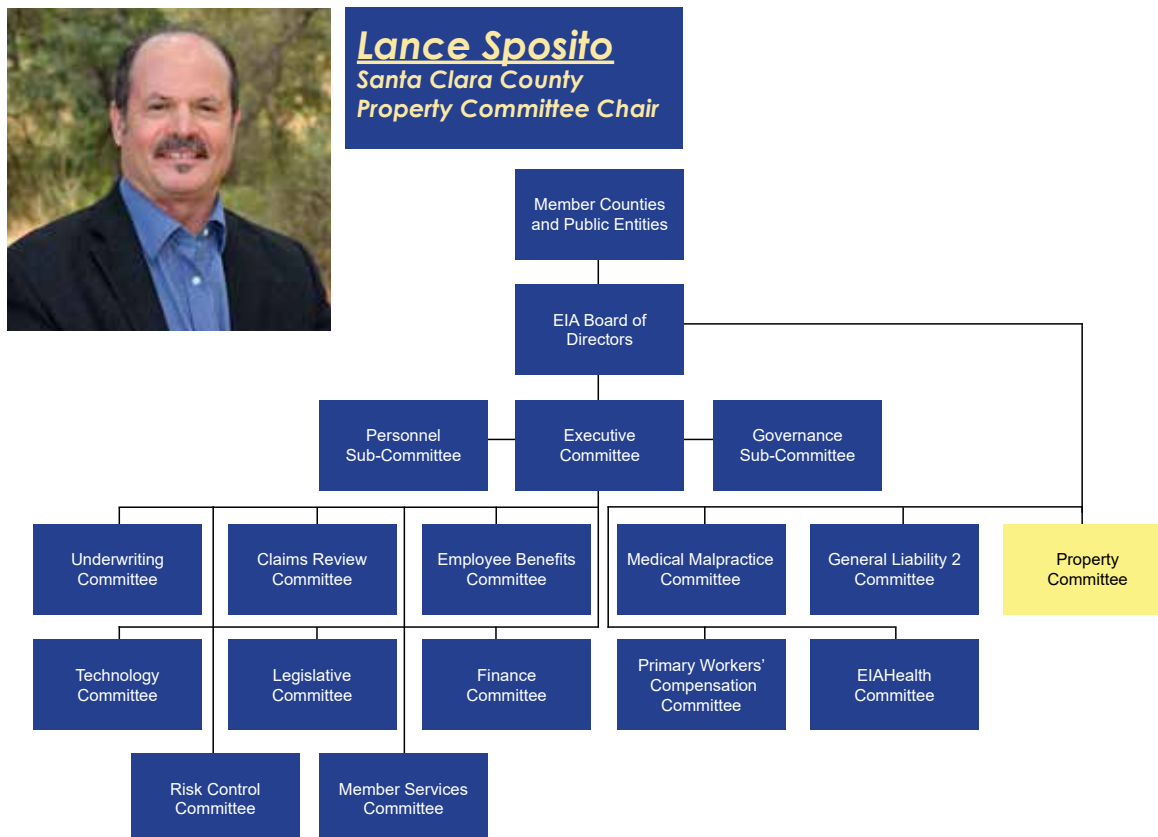 Lance Sposito
Santa Clara County
Property Committee Chair
Member Counties
and Public Entities
EIA Board of
Directors
Personnel
Sub-Committee
Executive
Committee
Governance
Sub-Committee
Underwriting
Committee
Claims Review
Committee
Employee Benefits
Committee
Medical Malpractice
Committee
General Liability 2
Committee
Property
Committee
Technology
Committee
Legislative
Committee
Finance
Committee
Primary Workers’
Compensation
Committee
EIAHealth
Committee
Risk Control
Committee
Member Services
Committee